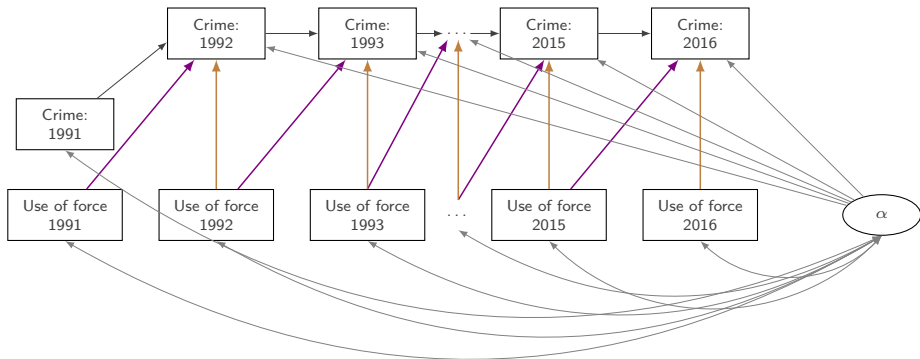 Crime:
1992
Crime:
1993
...
Crime:
2015
Crime:
2016
Crime:
1991
Use of force
1991
Use of force
1992
Use of force
1993
...
Use of force
2015
Use of force
2016
α